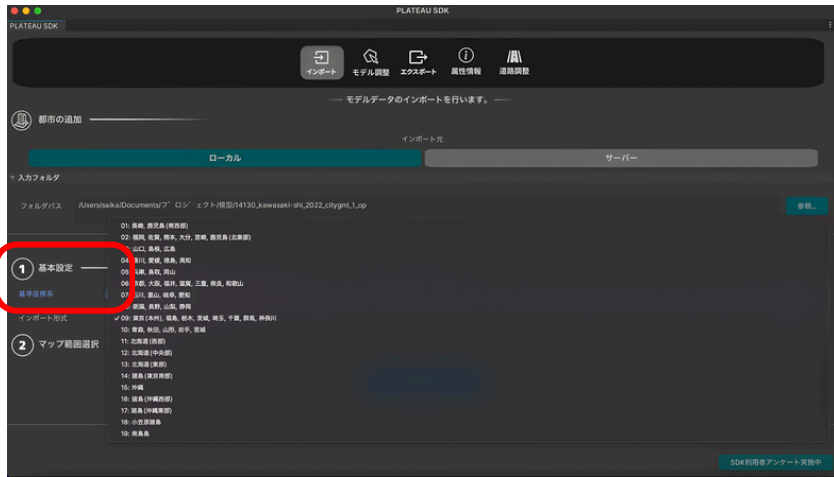 PLATEAU SDK
PLATEAU SDK
インポート
モデル調整
エクスポート
属性情報
道路調整
モデルデータのインポートを行います。
都市の追加
インポート元
ローカル
サーバー
入力フォルダ
フォルダパス
/Users/saika/Documents/プロジェクト/模型/14130_kawasaki-shi_2022_citygml_1_op
参照...
01: 長崎, 鹿児島(南西部)
02: 福岡, 佐賀, 熊本, 大分, 宮崎, 鹿児島(北東部)
山口, 島根, 広島
1 基本設定
04: 香川, 愛媛, 徳島, 高知
05: 兵庫, 鳥取, 岡山
06: 京都, 大阪, 福井, 滋賀, 三重, 奈良, 和歌山
基準座標系
07: 石川, 富山, 岐阜, 愛知
新潟, 長野, 山梨, 静岡
インポート形式
✓ 09: 東京(本州), 福島, 栃木, 茨城, 埼玉, 千葉, 群馬, 神奈川
10: 青森, 秋田, 山形, 岩手, 宮城
2 マップ範囲選択
11: 北海道(西部)
12: 北海道(中央部)
13: 北海道(東部)
14: 諸島(東京南部)
15: 沖縄
16: 諸島(沖縄西部)
17: 諸島(沖縄東部)
18: 小笠原諸島
19: 南鳥島
SDK利用者アンケート実施中